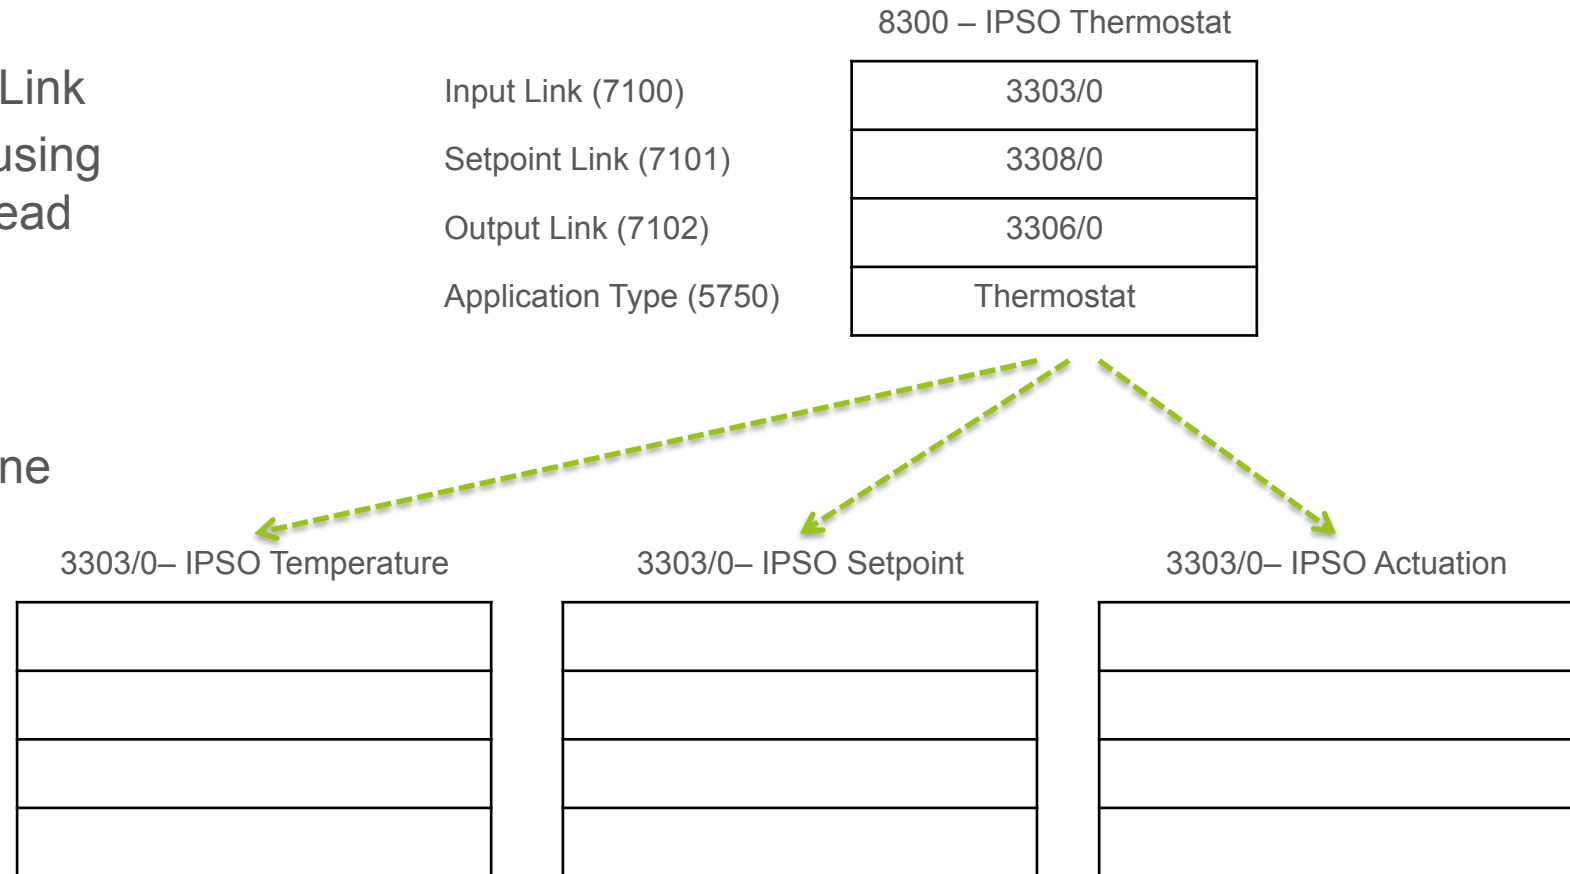 8300 – IPSO Thermostat
Link
using
ead
ne
Input Link (7100) 3303/0
Setpoint Link (7101) 3308/0
Output Link (7102) 3306/0
Application Type (5750) Thermostat
3303/0– IPSO Temperature
3303/0– IPSO Setpoint
3303/0– IPSO Actuation